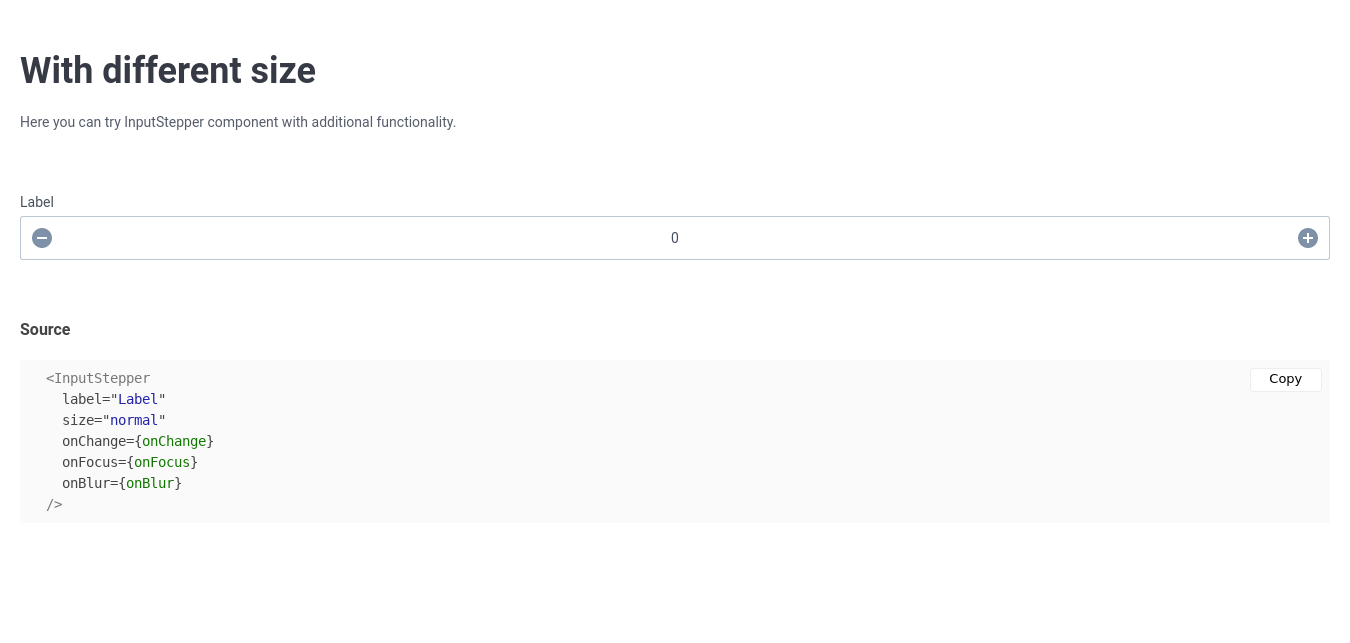 With different size
Here you can try InputStepper component with additional functionality.
Label
0
Source
<InputStepper
  label="Label"
  size="normal"
  onChange={onChange}
  onFocus={onFocus}
  onBlur={onBlur}
/>
Copy